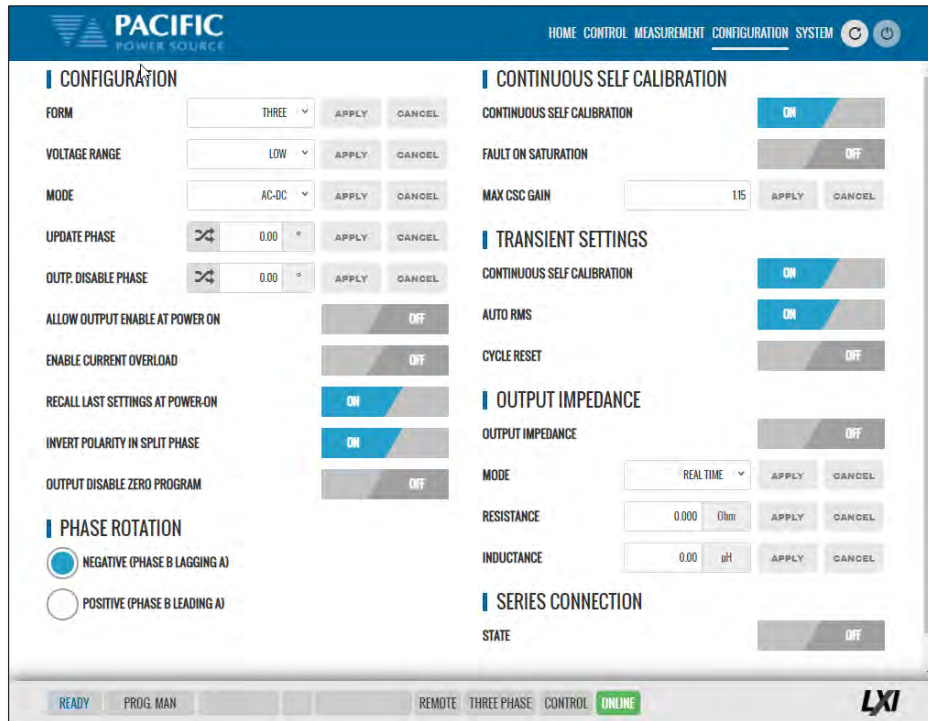 PACIFIC
POWER SOURCE
HOME CONTROL MEASUREMENT CONFIGURATION SYSTEM
CONFIGURATION
FORM THREE APPLY CANCEL
VOLTAGE RANGE LOW APPLY CANCEL
MODE AC-DC APPLY CANCEL
UPDATE PHASE 0.00 ° APPLY CANCEL
OUTP. DISABLE PHASE 0.00 ° APPLY CANCEL
ALLOW OUTPUT ENABLE AT POWER ON OFF
ENABLE CURRENT OVERLOAD OFF
RECALL LAST SETTINGS AT POWER-ON ON
INVERT POLARITY IN SPLIT PHASE ON
OUTPUT DISABLE ZERO PROGRAM OFF
PHASE ROTATION
NEGATIVE (PHASE B LAGGING A)
POSITIVE (PHASE B LEADING A)
CONTINUOUS SELF CALIBRATION
CONTINUOUS SELF CALIBRATION ON
FAULT ON SATURATION OFF
MAX CSC GAIN 1.15 APPLY CANCEL
TRANSIENT SETTINGS
CONTINUOUS SELF CALIBRATION ON
AUTO RMS ON
CYCLE RESET OFF
OUTPUT IMPEDANCE
OUTPUT IMPEDANCE OFF
MODE REAL TIME APPLY CANCEL
RESISTANCE 0.000 Ohm APPLY CANCEL
INDUCTANCE 0.00 µH APPLY CANCEL
SERIES CONNECTION
STATE OFF
READY PROG. MAN REMOTE THREE PHASE CONTROL ONLINE
LXI